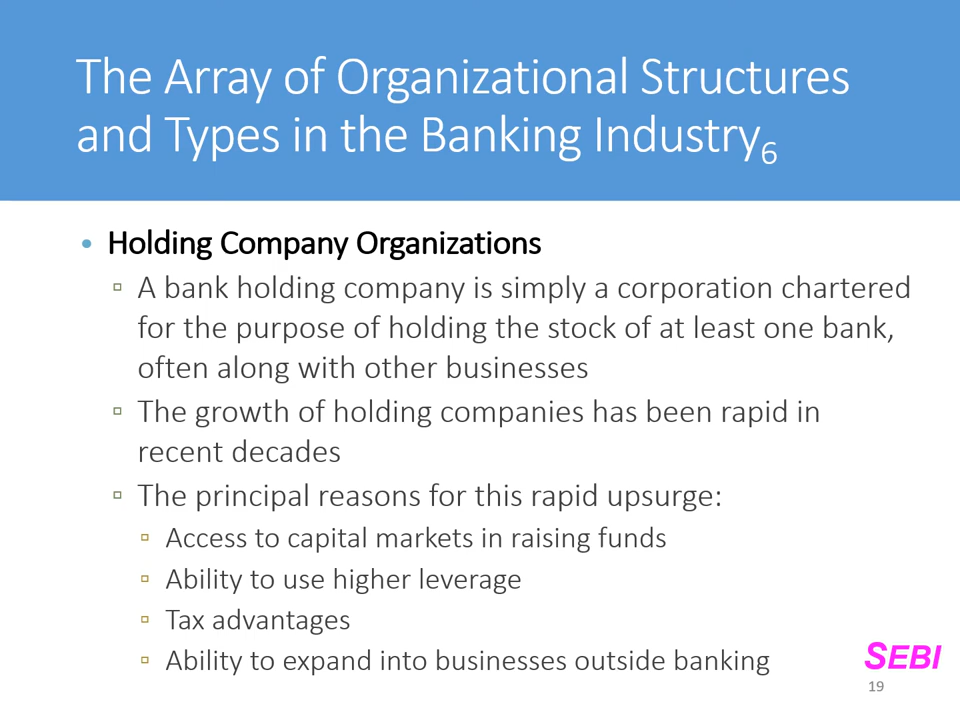 The Array of Organizational Structures
and Types in the Banking Industry6
• Holding Company Organizations
▫ A bank holding company is simply a corporation chartered
for the purpose of holding the stock of at least one bank,
often along with other businesses
▫ The growth of holding companies has been rapid in
recent decades
▫ The principal reasons for this rapid upsurge:
▫ Access to capital markets in raising funds
▫ Ability to use higher leverage
▫ Tax advantages
▫ Ability to expand into businesses outside banking
SEBI
19